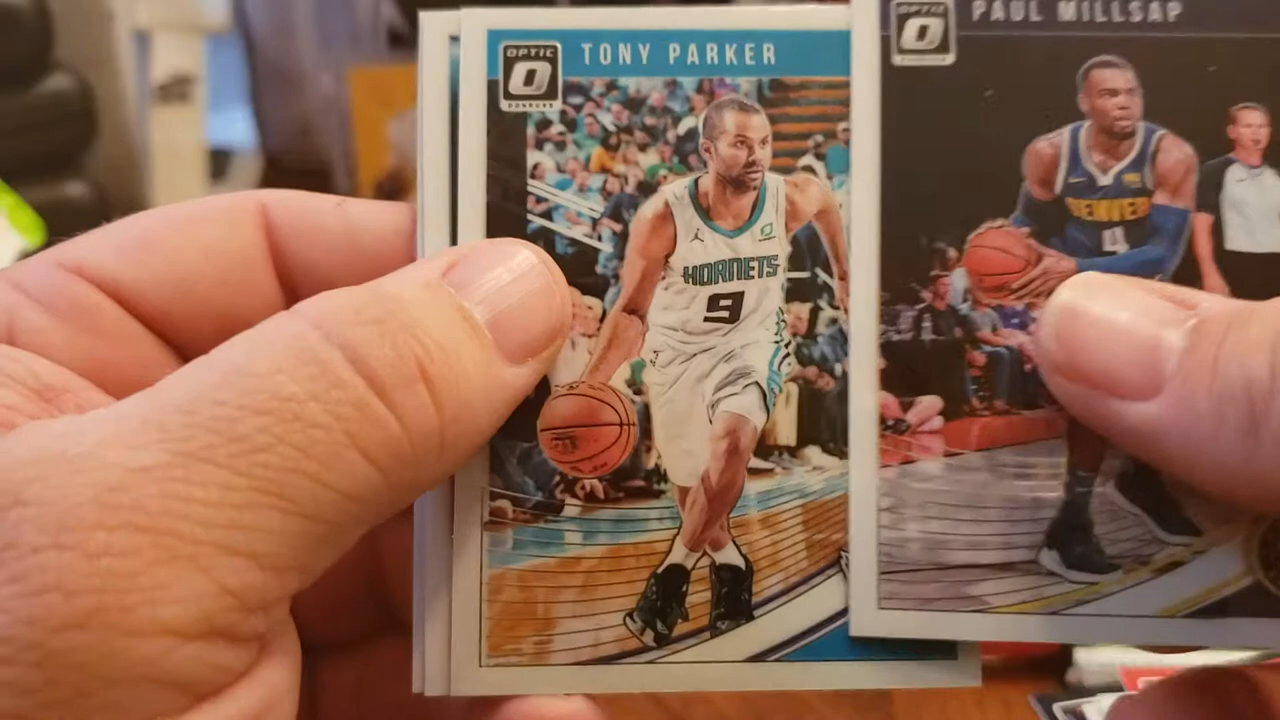 OPTIC
DONRUSS
TONY PARKER
HORNETS
9
OPTIC
PAUL MILLSAP
DENVER
4